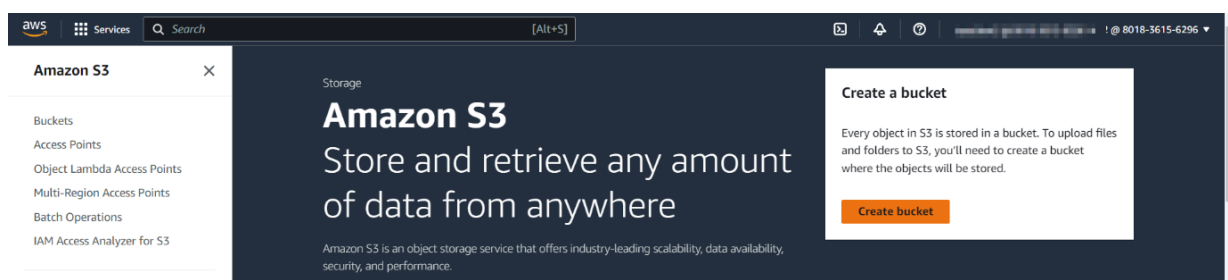 aws
Services
Search
[Alt+S]
@ 8018-3615-6296
Amazon S3
Buckets
Access Points
Object Lambda Access Points
Multi-Region Access Points
Batch Operations
IAM Access Analyzer for S3
Storage
Amazon S3
Store and retrieve any amount
of data from anywhere
Amazon S3 is an object storage service that offers industry-leading scalability, data availability,
security, and performance.
Create a bucket
Every object in S3 is stored in a bucket. To upload files
and folders to S3, you'll need to create a bucket
where the objects will be stored.
Create bucket